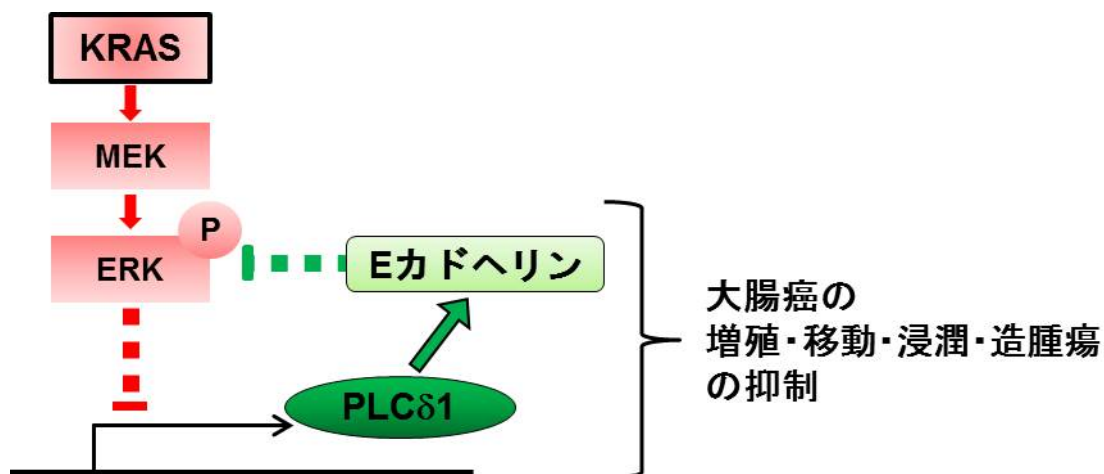 KRAS
MEK
P
ERK
Eカドヘリン
PLCδ1
大腸癌の
増殖・移動・浸潤・造腫瘍
の抑制